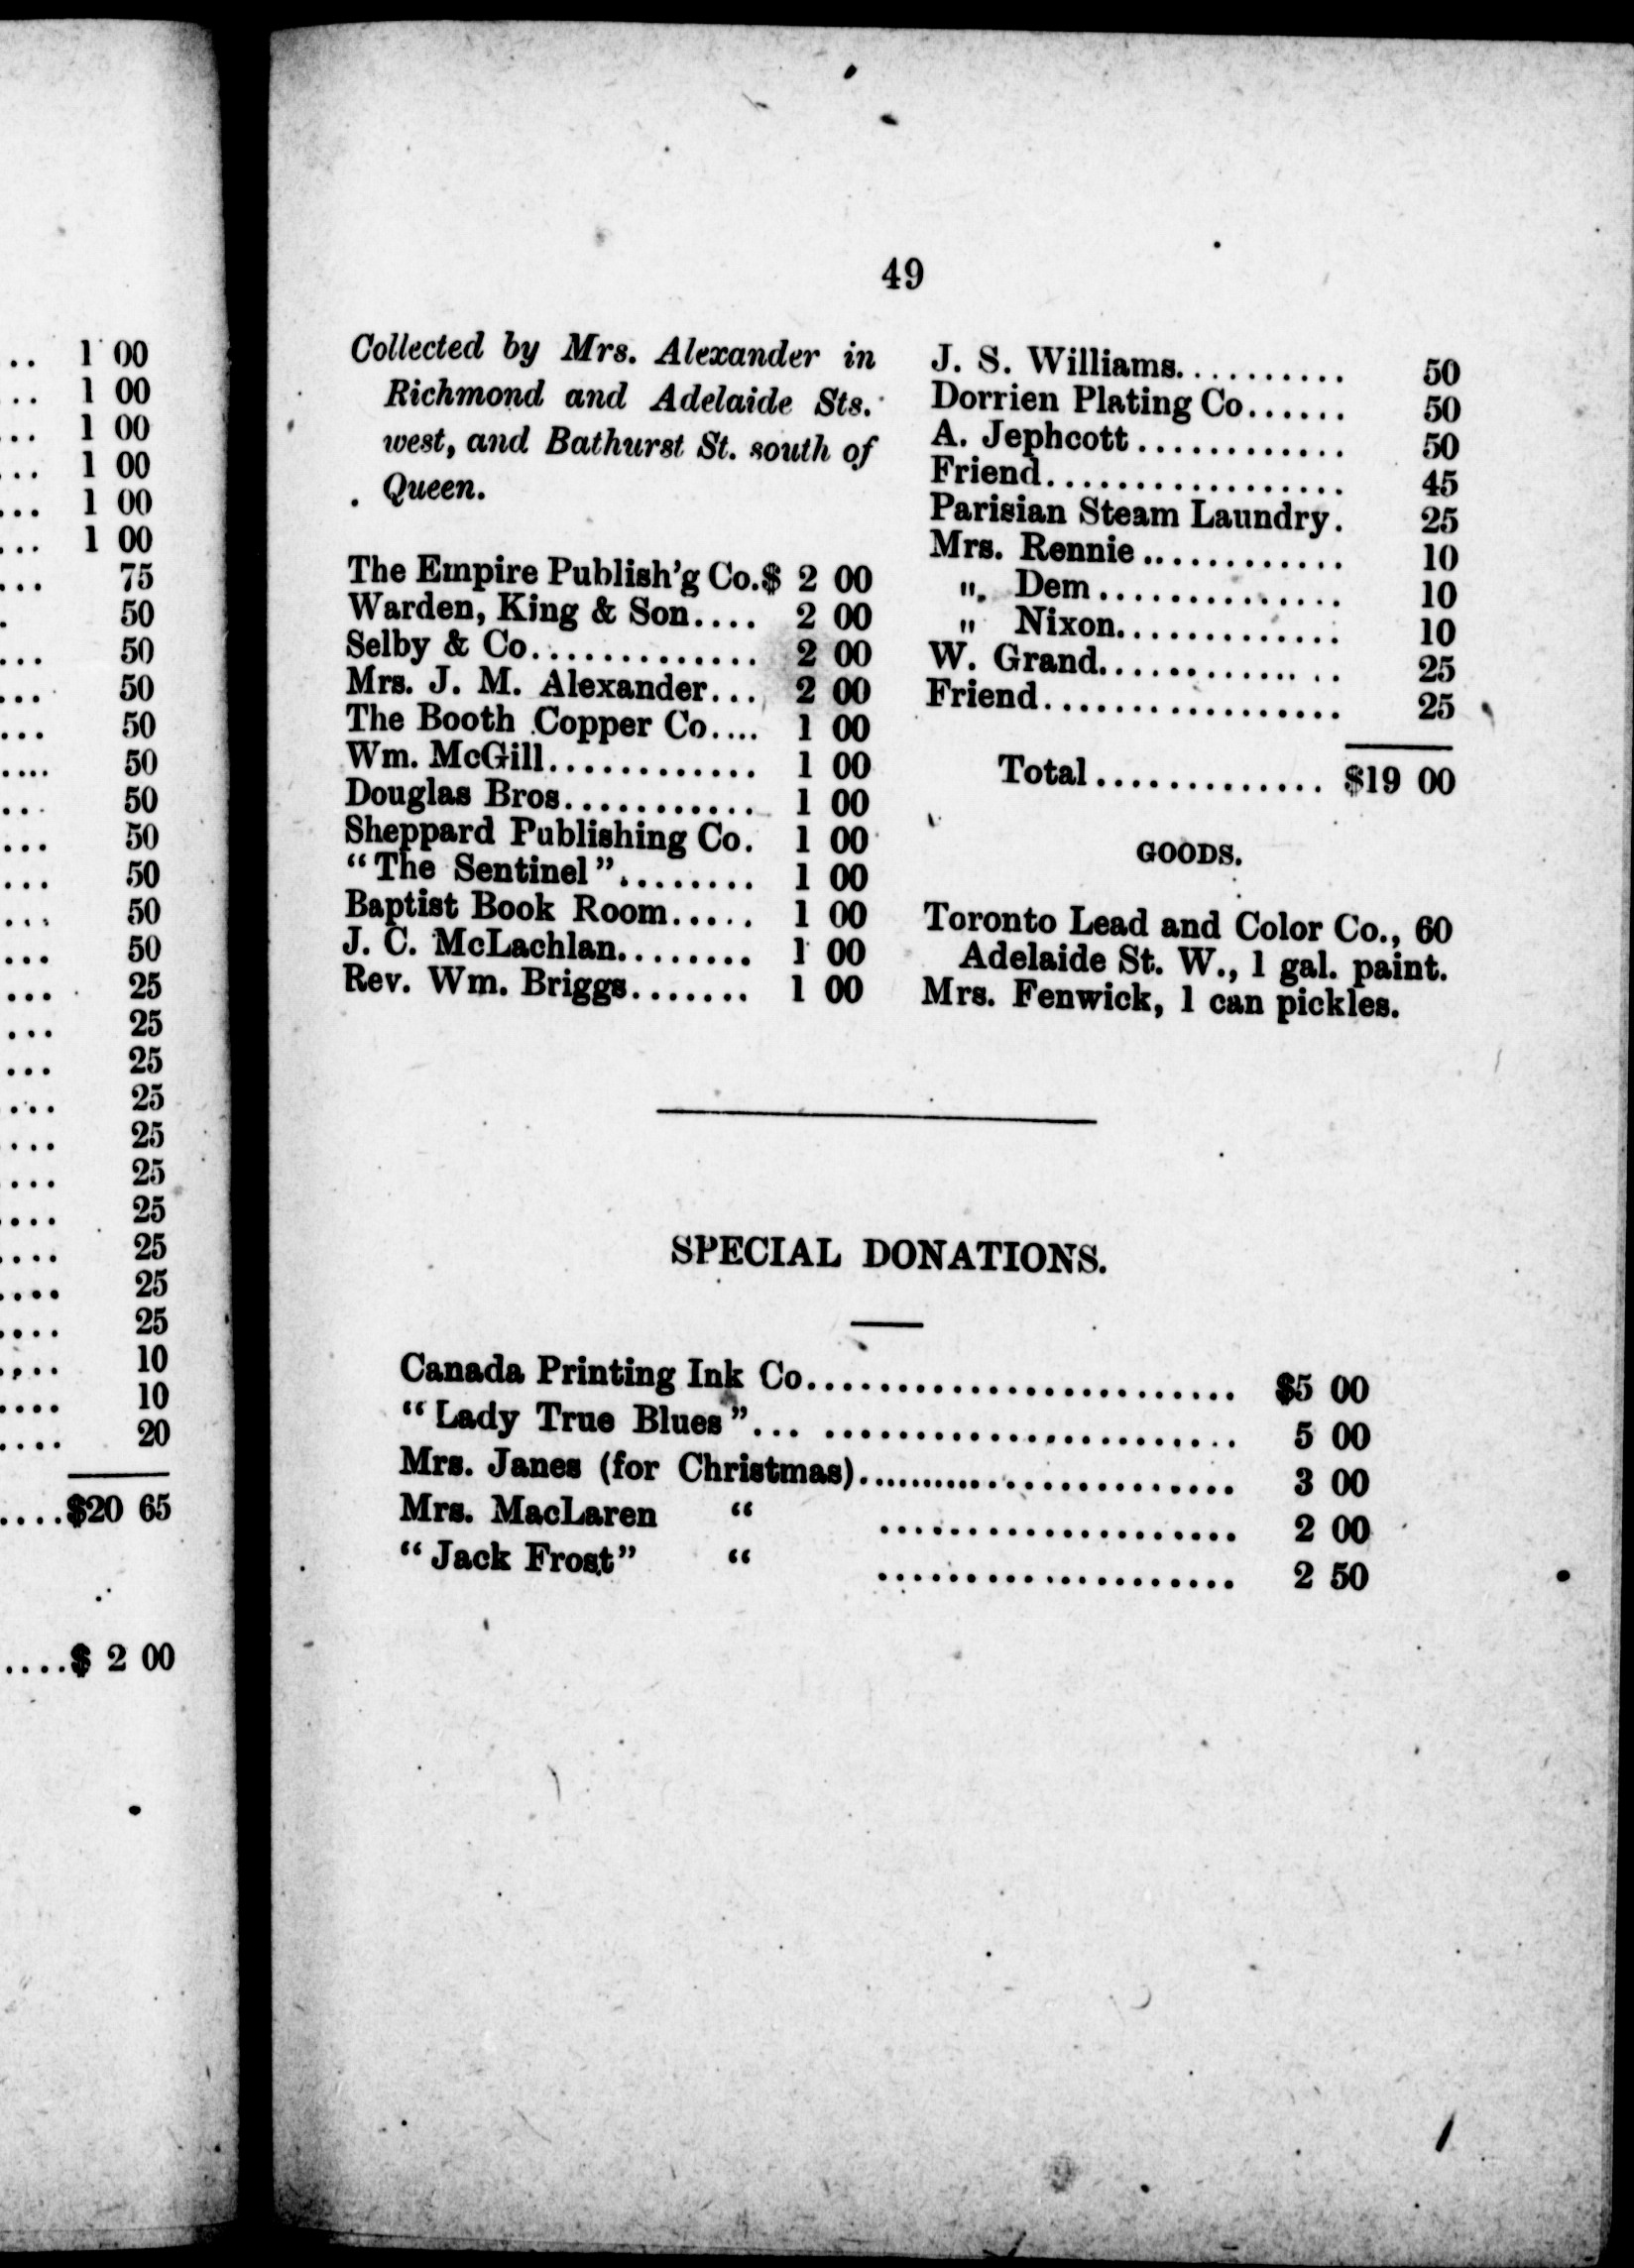 1 00
1 00
1 00
1 00
1 00
1 00
75
50
50
50
50
50
50
50
50
50
50
25
25
25
25
25
25
25
25
25
25
10
10
20
....$20 65
....$ 2 00
49
Collected by Mrs. Alexander in
Richmond and Adelaide Sts.
west, and Bathurst St. south of
Queen.
The Empire Publish'g Co.$ 2 00
Warden, King & Son.... 2 00
Selby & Co.............. 2 00
Mrs. J. M. Alexander... 2 00
The Booth Copper Co.... 1 00
Wm. McGill............. 1 00
Douglas Bros............ 1 00
Sheppard Publishing Co. 1 00
"The Sentinel"......... 1 00
Baptist Book Room..... 1 00
J. C. McLachlan........ 1 00
Rev. Wm. Briggs....... 1 00
J. S. Williams.......... 50
Dorrien Plating Co...... 50
A. Jephcott............ 50
Friend................. 45
Parisian Steam Laundry. 25
Mrs. Rennie............. 10
". Dem.............. 10
" Nixon............. 10
W. Grand.............. 25
Friend................. 25
Total............. $19 00
GOODS.
Toronto Lead and Color Co., 60
Adelaide St. W., 1 gal. paint.
Mrs. Fenwick, 1 can pickles.
SPECIAL DONATIONS.
Canada Printing Ink Co........................ $5 00
"Lady True Blues"... ....................... 5 00
Mrs. Janes (for Christmas)....................... 3 00
Mrs. MacLaren " .................... 2 00
"Jack Frost" " .................... 2 50